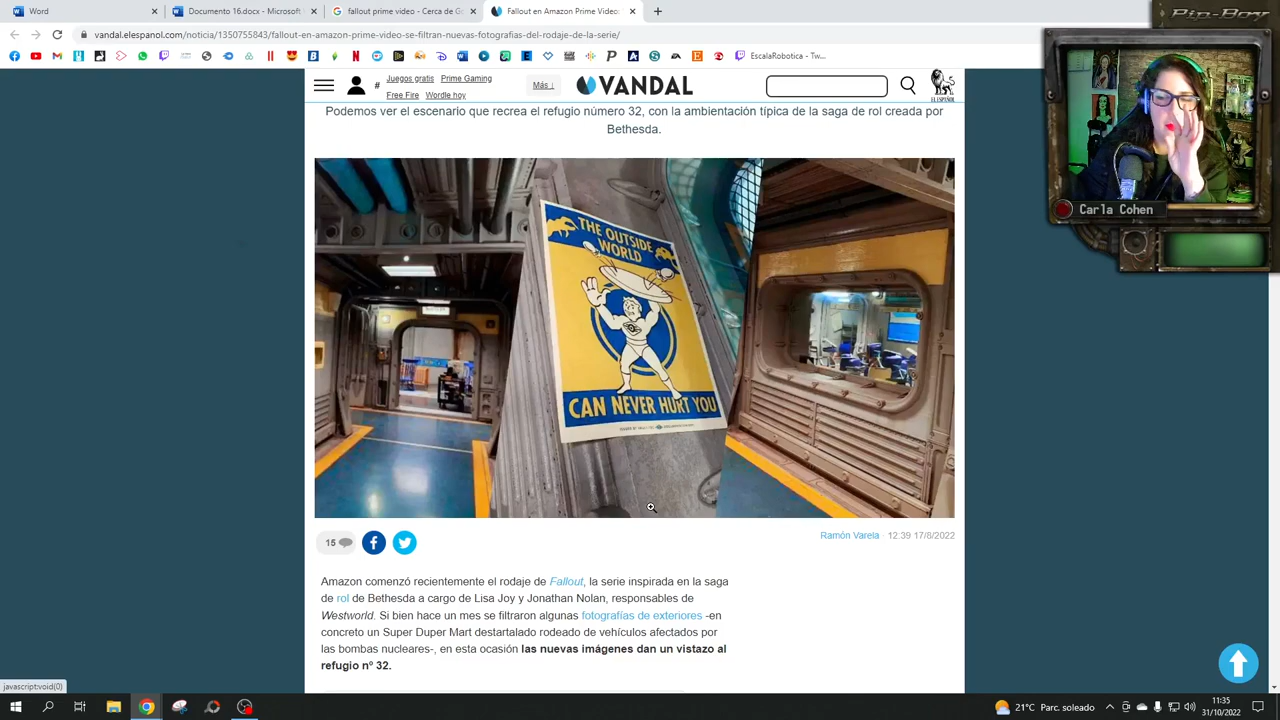 Word
Documento 16.docx - Microsoft
fallout prime video - Cerca de G
Fallout en Amazon Prime Video:
vandal.elespanol.com/noticia/1350755843/fallout-en-amazon-prime-video-se-filtran-nuevas-fotografias-del-rodaje-de-la-serie/
EscalaRobotica - Tw...
Pip-Boy
# Juegos gratis Prime Gaming
Free Fire Wordle hoy
Más ↓
VANDAL
EL ESPAÑOL
Podemos ver el escenario que recrea el refugio número 32, con la ambientación típica de la saga de rol creada por
Bethesda.
THE OUTSIDE
WORLD
CAN NEVER HURT YOU
Carla Cohen
15
Ramón Varela · 12:39 17/8/2022
Amazon comenzó recientemente el rodaje de Fallout, la serie inspirada en la saga
de rol de Bethesda a cargo de Lisa Joy y Jonathan Nolan, responsables de
Westworld. Si bien hace un mes se filtraron algunas fotografías de exteriores -en
concreto un Super Duper Mart destartalado rodeado de vehículos afectados por
las bombas nucleares-, en esta ocasión las nuevas imágenes dan un vistazo al
refugio nº 32.
javascript:void(0)
21°C Parc. soleado
11:35
31/10/2022